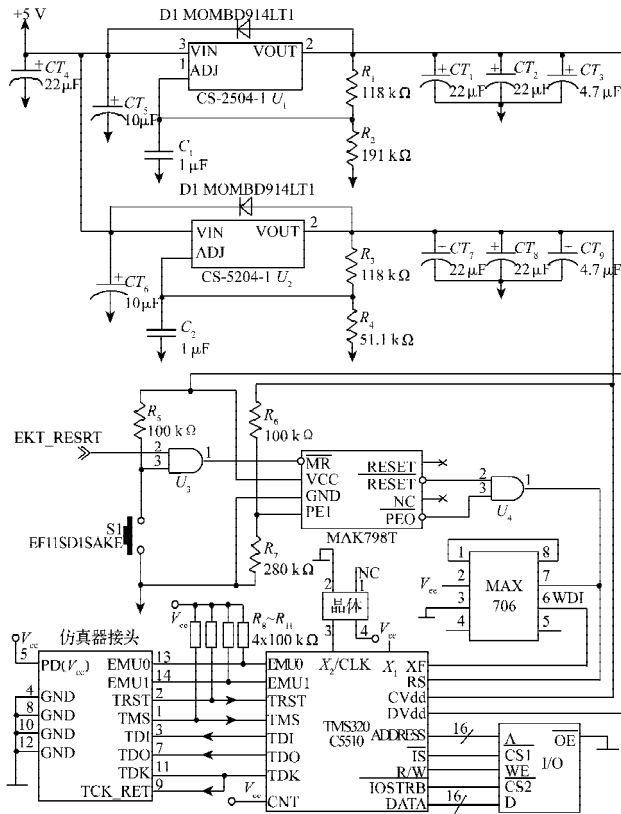 +5 V
D1 MOMBD914LT1
3 VIN VOUT 2
1 ADJ
CS-2504-1 U1
+ CT4
22 μF
+ CT5
10 μF
R1
118 kΩ
+ CT1
22 μF
+ CT2
22 μF
+ CT3
4.7 μF
C1
1 μF
R2
191 kΩ
D1 MOMBD914LT1
VIN VOUT 2
ADJ
CS-5204-1 U2
+ CT6
10 μF
R3
118 kΩ
CT7
22 μF
+ CT8
22 μF
CT9
4.7 μF
C2
1 μF
R4
51.1 kΩ
R5
100 kΩ
R6
100 kΩ
EKT_RESRT
2
3
1
U3
MR
VCC
GND
PE1
RESET
RESET
NC
PEO
MAK798T
2
3
1
U4
S1
EF11SD1SAKE
R7
280 kΩ
NC
2 1
晶体
3 4
Vcc
1 8
Vcc 2 7
3 6 WDI
4 5
MAX
706
Vcc
R8~R11
4x100 kΩ
Vcc
仿真器接头
5 PD(Vcc)
4 GND
8 GND
10 GND
12 GND
EMU0 13
EMU1 14
TRST 2
TMS 1
TDI 3
TDO 7
TDK 11
TCK_RET 9
Vcc
EMU0
EMU1
TRST
TMS
TDI
TDO
TDK
CNT
X2/CLK
X1
XF
RS
CVdd
DVdd
TMS320
C5510
ADDRESS 16
IS
R/W
IOSTRB
DATA 16
A
CS1
WE
CS2
D
OE
I/O